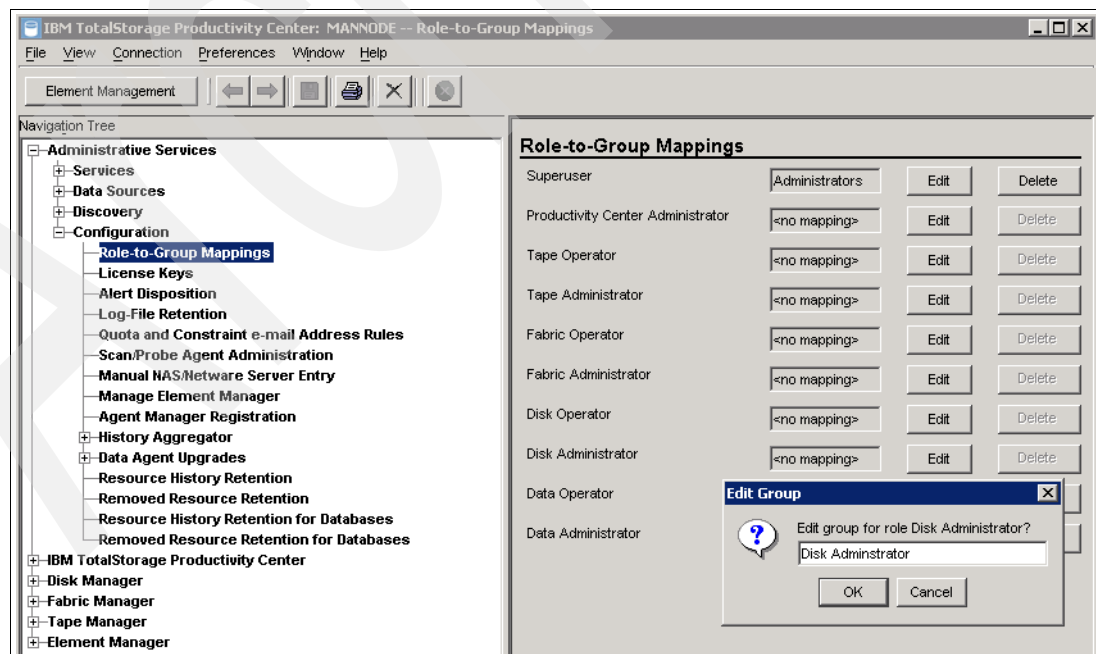 IBM TotalStorage Productivity Center: MANNODE -- Role-to-Group Mappings
File View Connection Preferences Window Help
Element Management
Navigation Tree
Administrative Services
Services
Data Sources
Discovery
Configuration
Role-to-Group Mappings
License Keys
Alert Disposition
Log-File Retention
Quota and Constraint e-mail Address Rules
Scan/Probe Agent Administration
Manual NAS/Netware Server Entry
Manage Element Manager
Agent Manager Registration
History Aggregator
Data Agent Upgrades
Resource History Retention
Removed Resource Retention
Resource History Retention for Databases
Removed Resource Retention for Databases
IBM TotalStorage Productivity Center
Disk Manager
Fabric Manager
Tape Manager
Element Manager
Role-to-Group Mappings
Superuser Administrators Edit Delete
Productivity Center Administrator <no mapping> Edit Delete
Tape Operator <no mapping> Edit Delete
Tape Administrator <no mapping> Edit Delete
Fabric Operator <no mapping> Edit Delete
Fabric Administrator <no mapping> Edit Delete
Disk Operator <no mapping> Edit Delete
Disk Administrator <no mapping> Edit Delete
Data Operator
Data Administrator
Edit Group
Edit group for role Disk Administrator?
Disk Adminstrator
OK Cancel